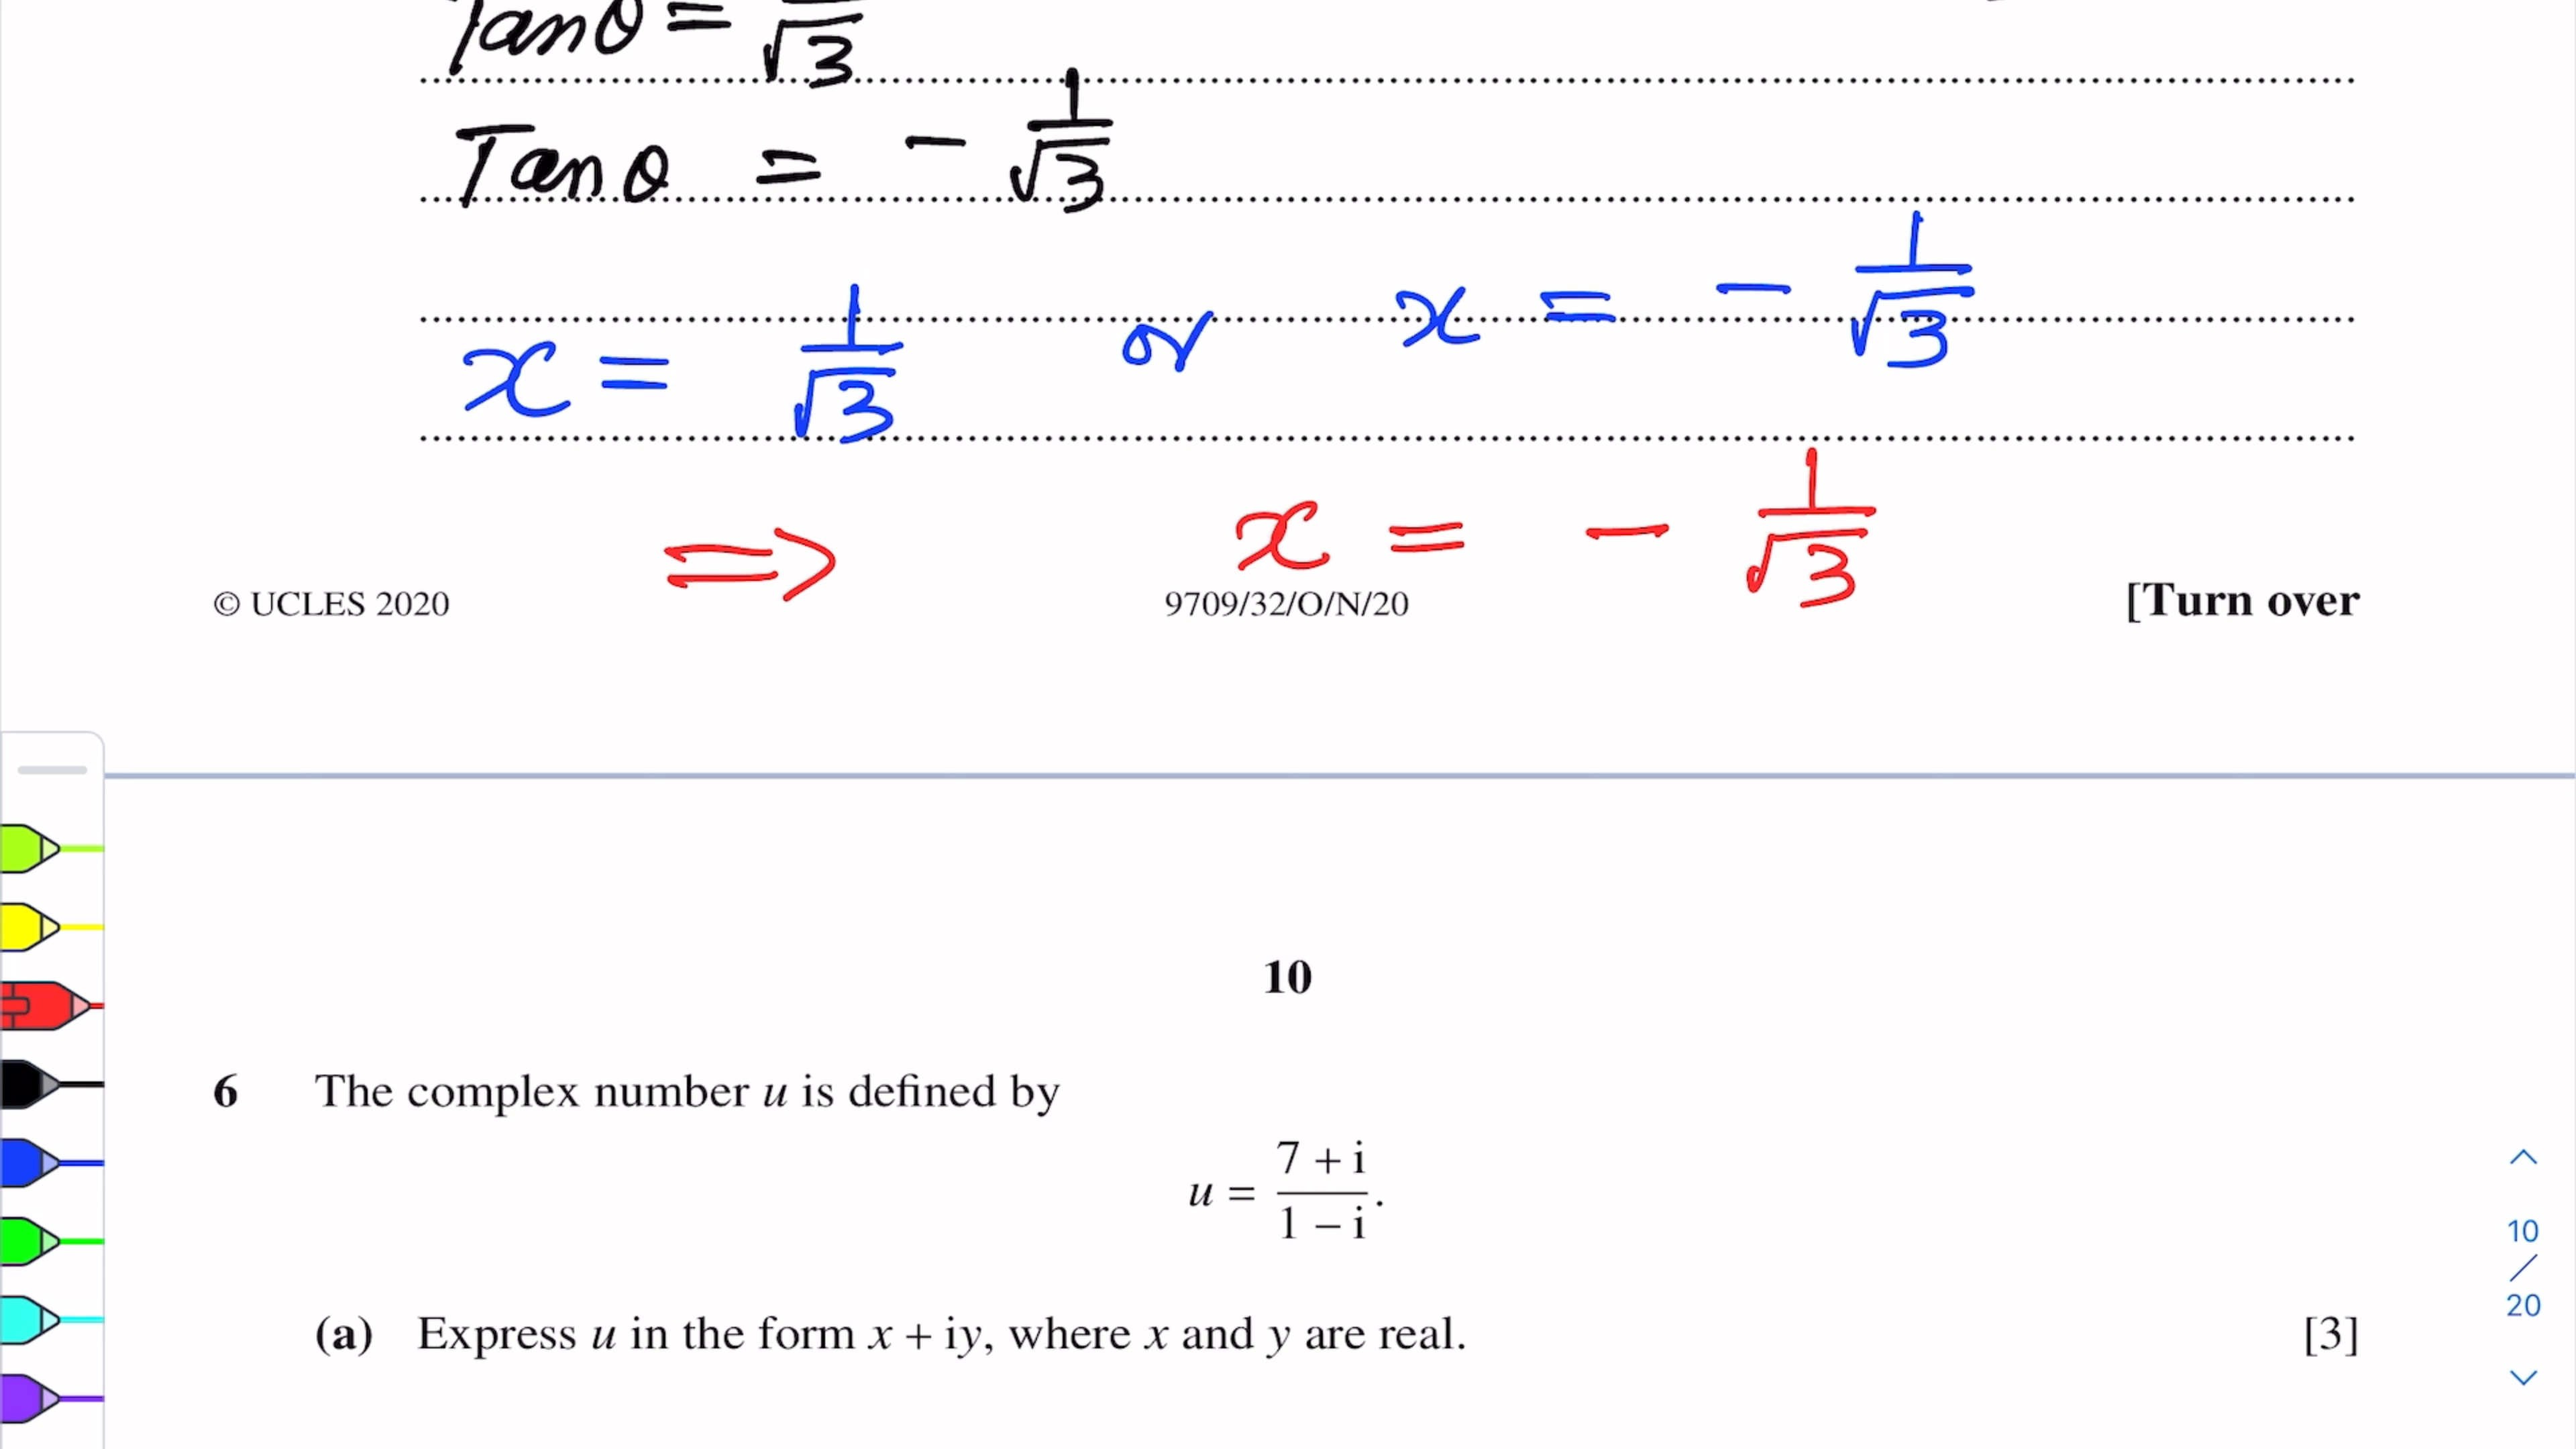 Tanθ = 1/√3
Tanθ = - 1/√3
x = 1/√3 or x = - 1/√3
⇒ x = - 1/√3
© UCLES 2020 9709/32/O/N/20 [Turn over
10
6 The complex number u is defined by
u = (7 + i)/(1 − i).
(a) Express u in the form x + iy, where x and y are real. [3]
10
/
20